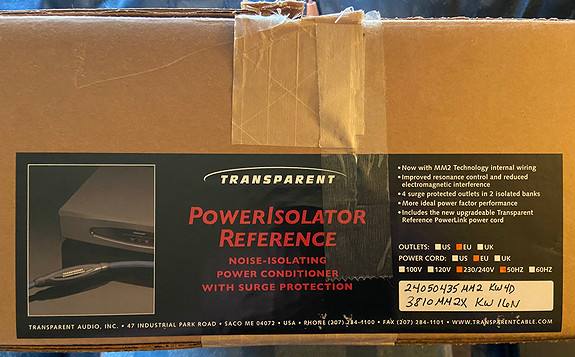 TRANSPARENT
POWERISOLATOR
REFERENCE
NOISE-ISOLATING
POWER CONDITIONER
WITH SURGE PROTECTION
• Now with MM2 Technology internal wiring
• Improved resonance control and reduced
electromagnetic interference
• 4 surge protected outlets in 2 isolated banks
• More ideal power factor performance
• Includes the new upgradeable Transparent
Reference PowerLink power cord
OUTLETS: US EU UK
POWER CORD: US EU UK
100V 120V 230/240V 50HZ 60HZ
24050435 MM2 KW4D
3810 MM2X KW16N
TRANSPARENT AUDIO, INC. • 47 INDUSTRIAL PARK ROAD • SACO ME 04072 • USA • PHONE (207) 284-1100 • FAX (207) 284-1101 • WWW.TRANSPARENTCABLE.COM